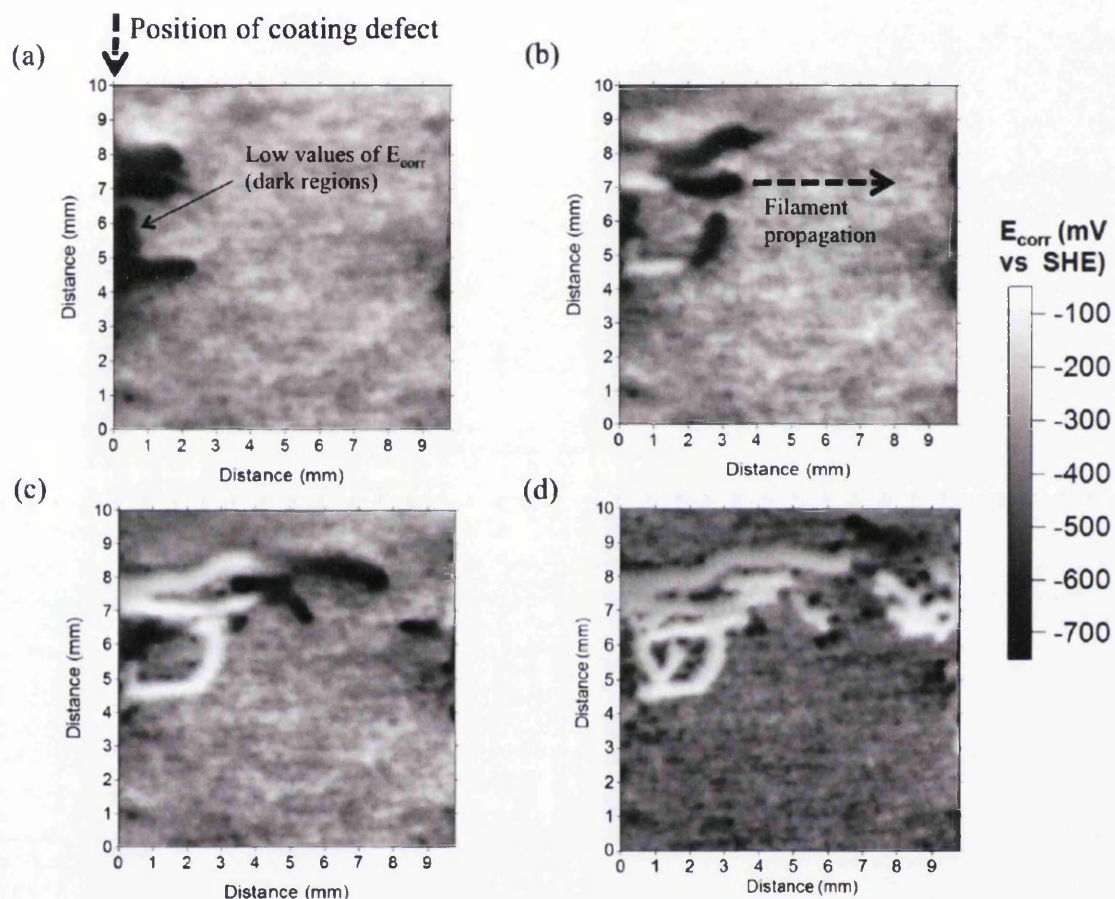 Position of coating defect
(a)
10
9
8
7
6
5
4
3
2
1
0
Distance (mm)
Low values of E_corr
(dark regions)
0 1 2 3 4 5 6 7 8 9
Distance (mm)
(b)
10
9
8
7
6
5
4
3
2
1
0
Distance (mm)
Filament
propagation
0 1 2 3 4 5 6 7 8 9
Distance (mm)
E_corr (mV
vs SHE)
-100
-200
-300
-400
-500
-600
-700
(c)
10
9
8
7
6
5
4
3
2
1
0
Distance (mm)
0 1 2 3 4 5 6 7 8 9
Distance (mm)
(d)
10
9
8
7
6
5
4
3
2
1
0
Distance (mm)
0 1 2 3 4 5 6 7 8 9
Distance (mm)